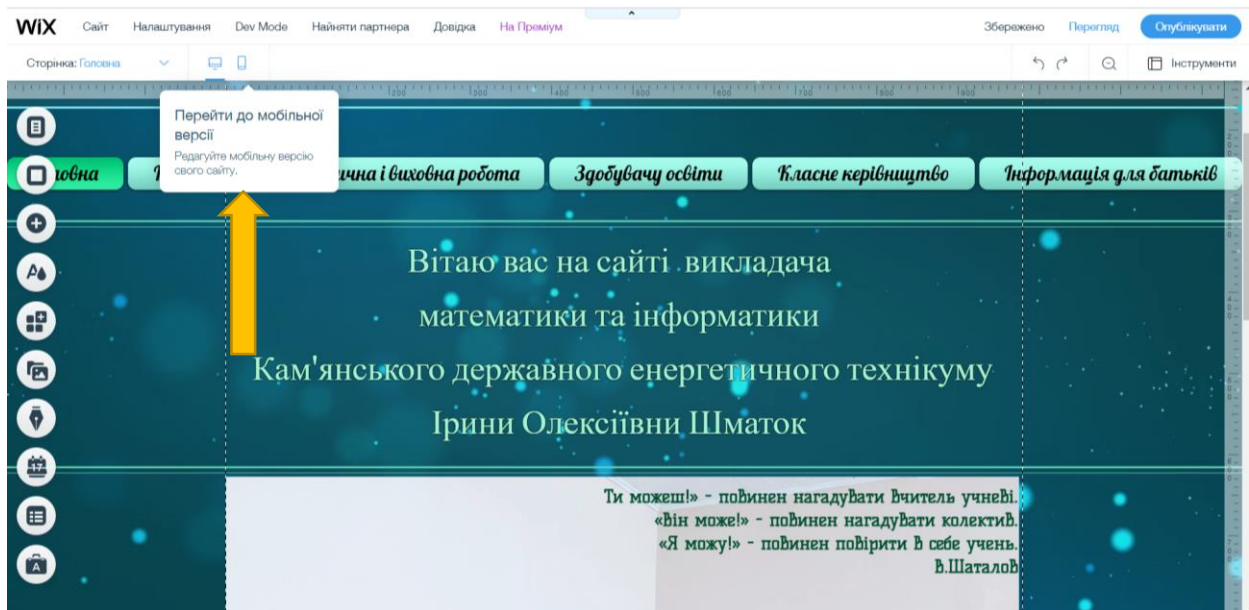 WiX Сайт Налаштування Dev Mode Найняти партнера Довідка На Преміум Збережено Перегляд Опублікувати
Сторінка: Головна Інструменти
Перейти до мобільної
версії
Редагуйте мобільну версію
свого сайту.
і виховна робота Здобувачу освіти Класне керівництво Інформація для батьків
Вітаю вас на сайті викладача
математики та інформатики
Кам'янського державного енергетичного технікуму
Ірини Олексіївни Шматок
Ти можеш!» - повинен нагадувати вчитель учневі.
«Він може!» - повинен нагадувати колектив.
«Я можу!» - повинен повірити в себе учень.
В.Шаталов